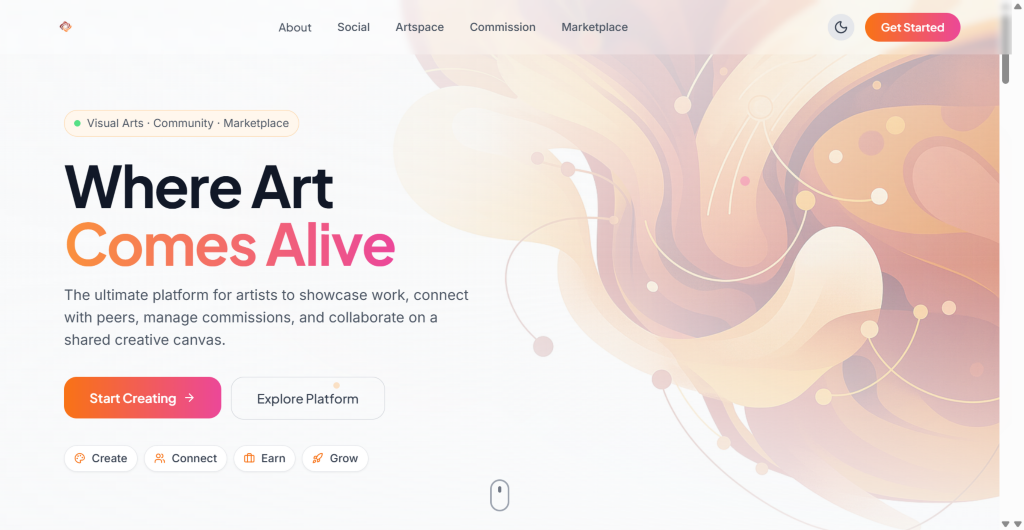 About
Social
Artspace
Commission
Marketplace
Get Started
Visual Arts · Community · Marketplace
Where Art
Comes Alive
The ultimate platform for artists to showcase work, connect
with peers, manage commissions, and collaborate on a
shared creative canvas.
Start Creating →
Explore Platform
Create
Connect
Earn
Grow